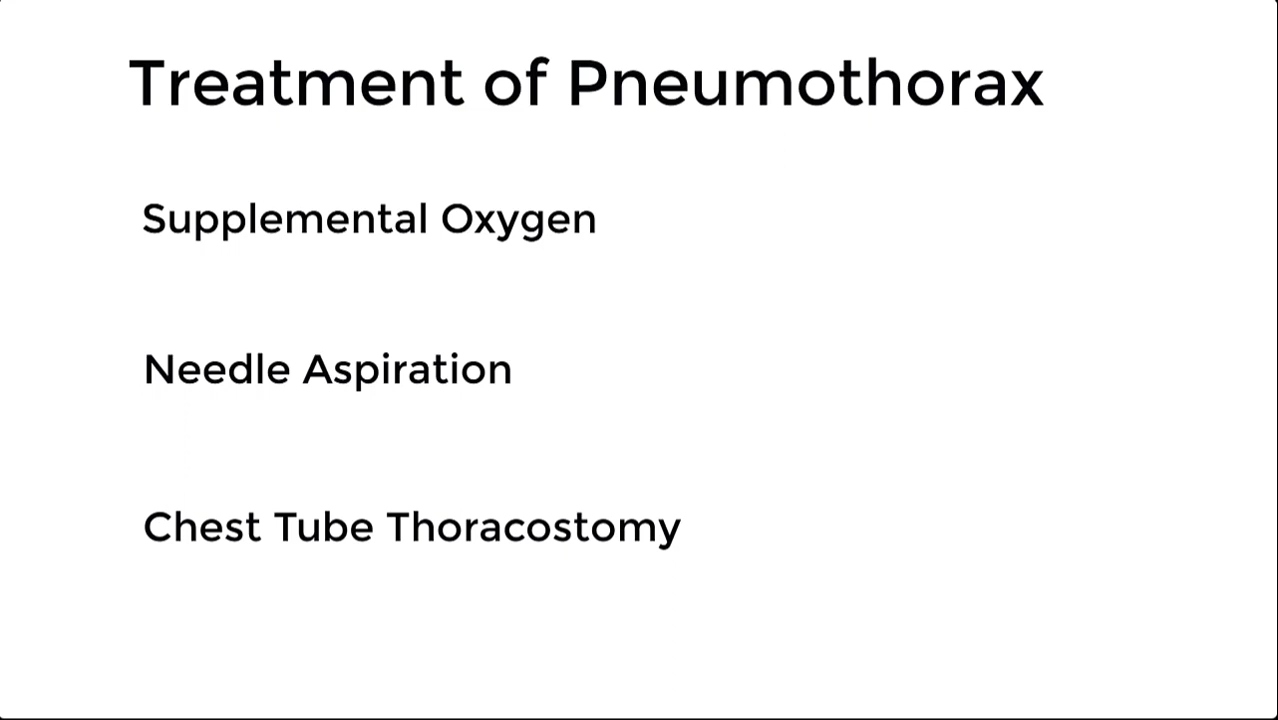 Treatment of Pneumothorax
Supplemental Oxygen
Needle Aspiration
Chest Tube Thoracostomy